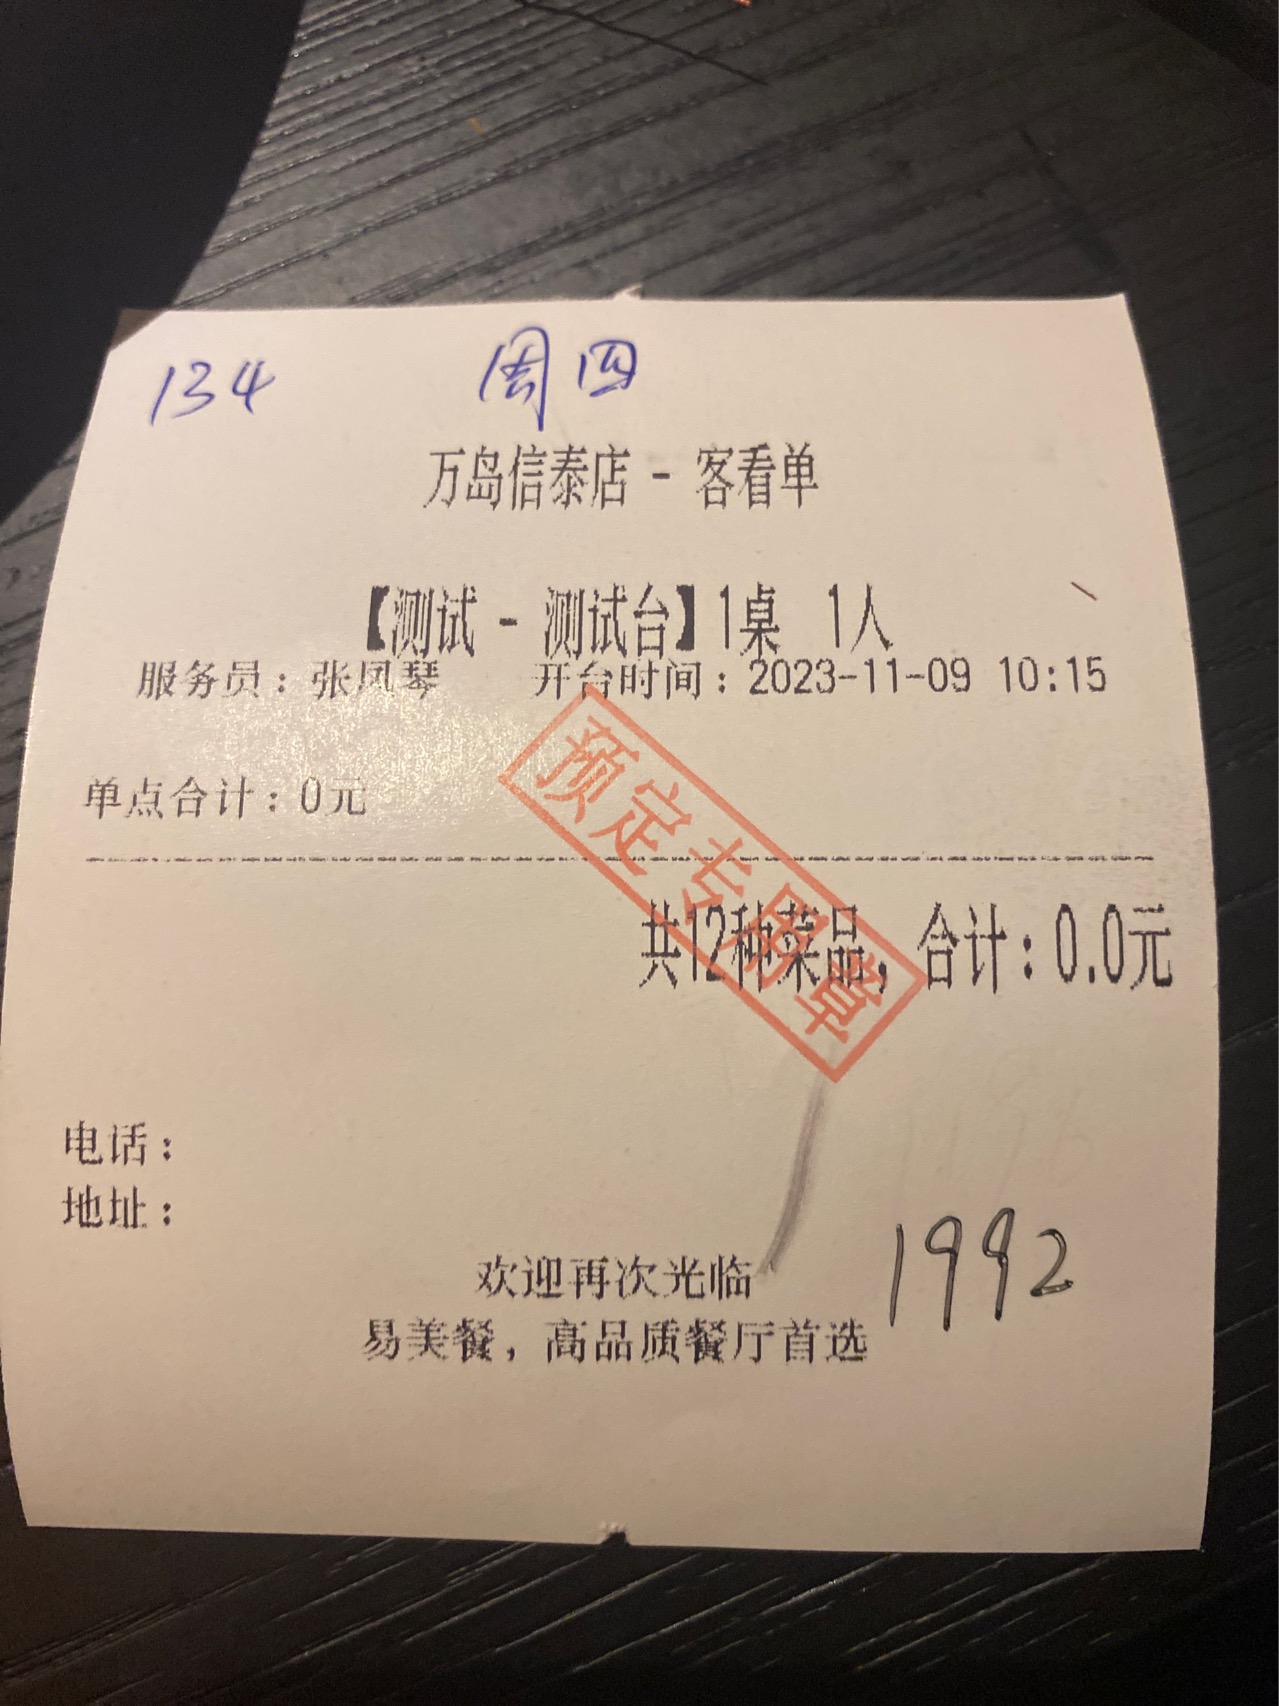 134 周四
万岛信泰店 - 客看单
【测试 - 测试台】1桌 1人
服务员：张凤琴 开台时间：2023-11-09 10:15
单点合计：0元
预定专用章
共12种菜品，合计：0.0元
电话：
地址：
1992
欢迎再次光临
易美餐，高品质餐厅首选